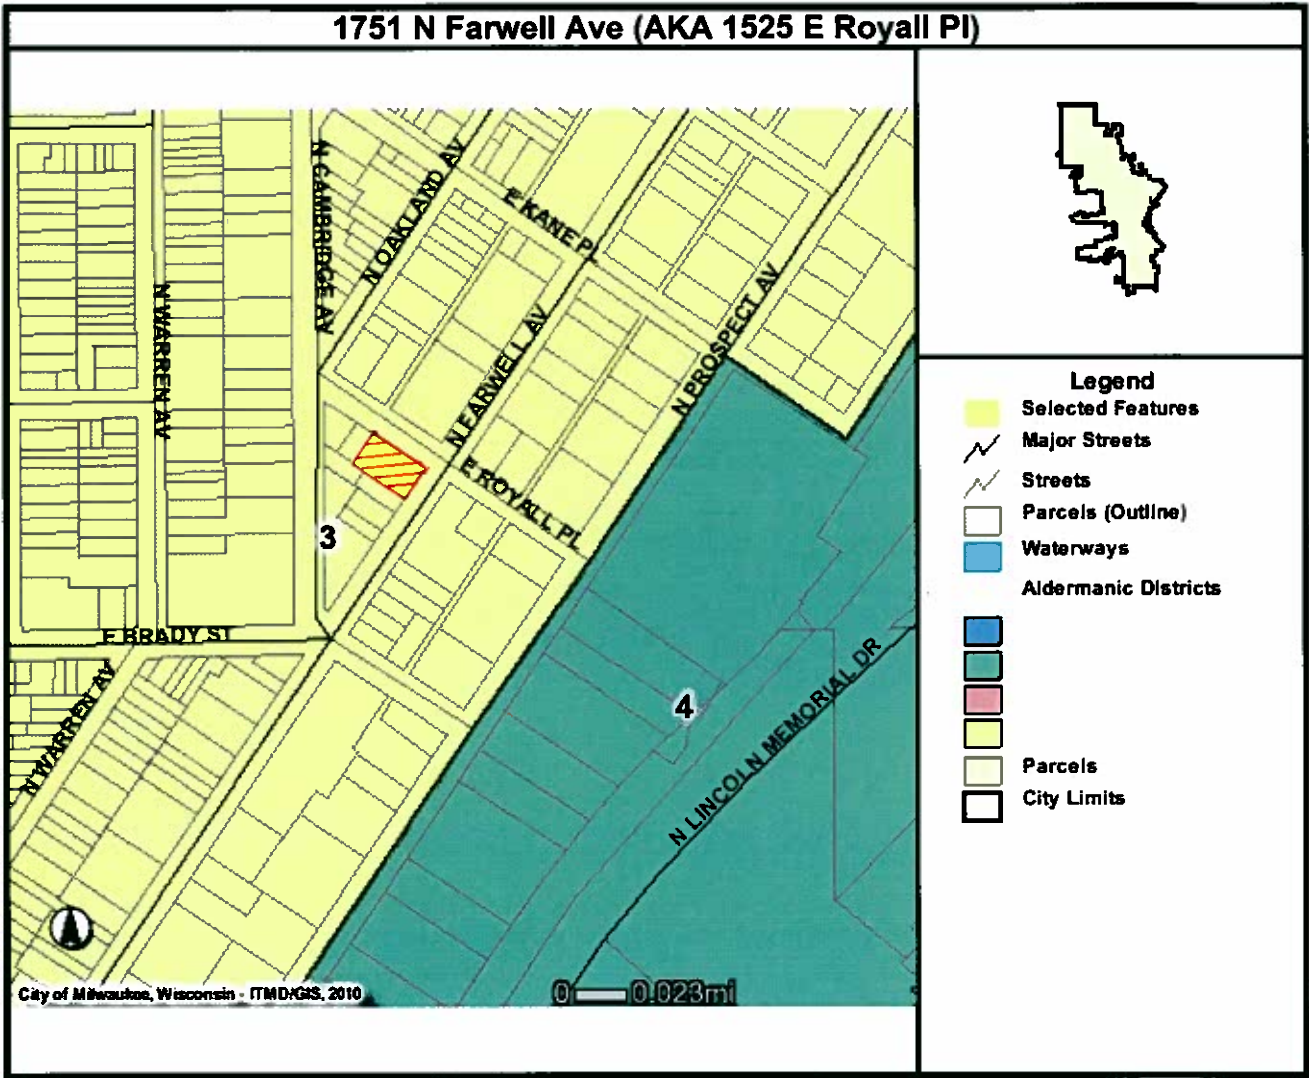 1751 N Farwell Ave (AKA 1525 E Royall Pl)
N CAMBRIDGE AV
N OAKLAND AV
E KANE PL
N WARREN AV
N FARWELL AV
N PROSPECT AV
E ROYALL PL
3
E BRADY ST
N WARREN AV
4
N LINCOLN MEMORIAL DR
City of Milwaukee, Wisconsin - ITMD/GIS, 2010
0 0.023mi
Legend
Selected Features
Major Streets
Streets
Parcels (Outline)
Waterways
Aldermanic Districts
Parcels
City Limits